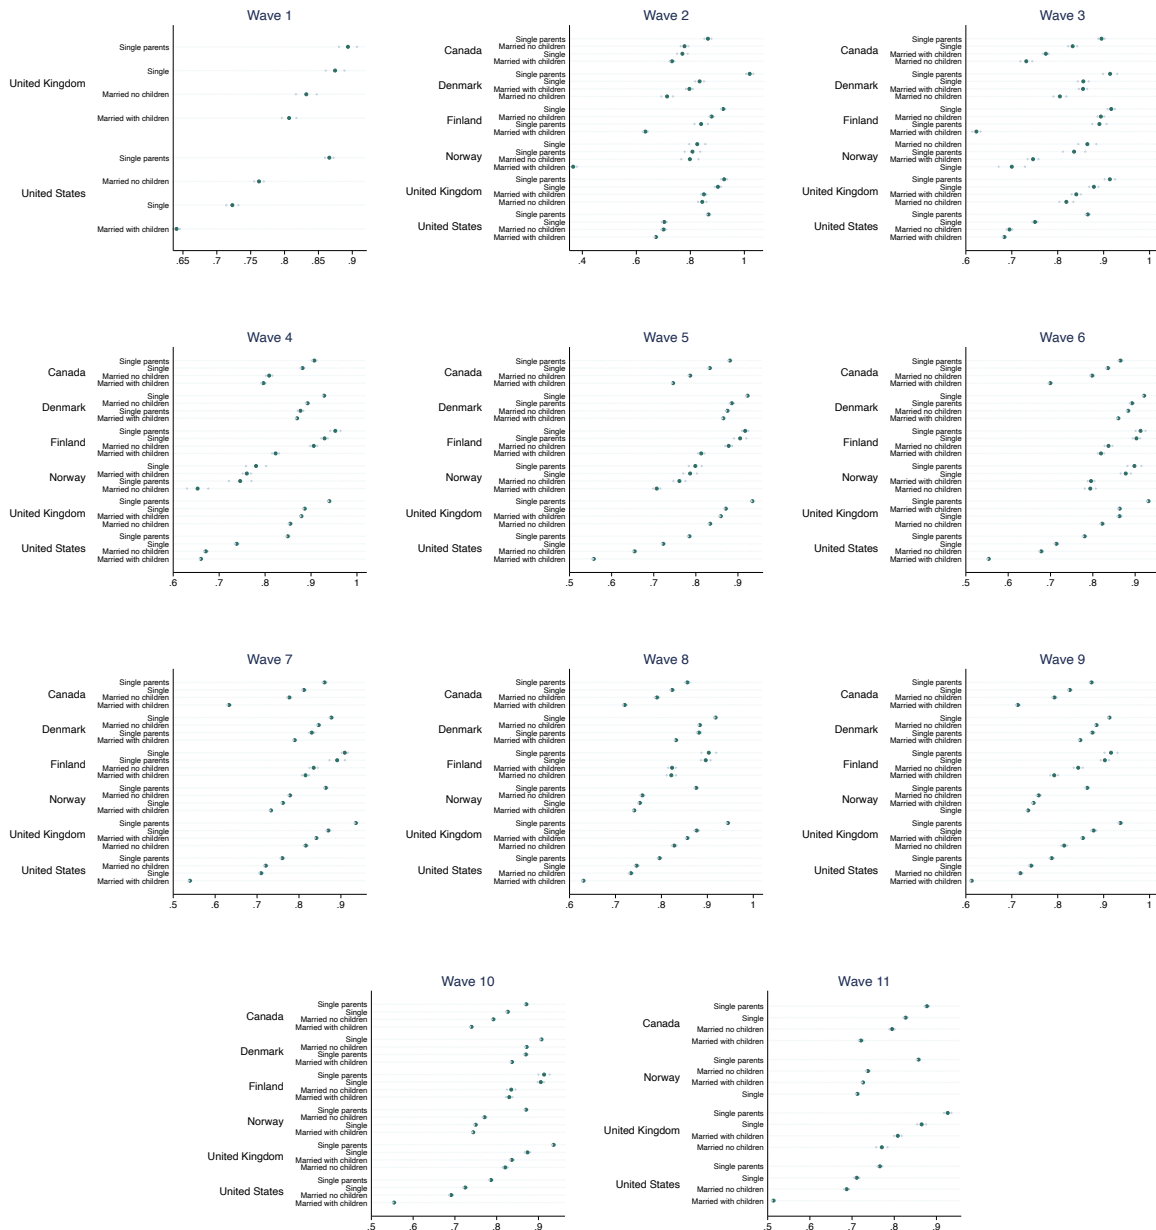 Wave 1
United Kingdom
Single parents
Single
Married no children
Married with children
United States
Single parents
Married no children
Single
Married with children
.65 .7 .75 .8 .85 .9
Wave 2
Canada
Single parents
Married no children
Single
Married with children
Denmark
Single parents
Single
Married with children
Married no children
Finland
Single
Married no children
Single parents
Married with children
Norway
Single
Single parents
Married no children
Married with children
United Kingdom
Single parents
Single
Married with children
Married no children
United States
Single parents
Single
Married no children
Married with children
.4 .6 .8 1
Wave 3
Canada
Single parents
Single
Married with children
Married no children
Denmark
Single parents
Single
Married with children
Married no children
Finland
Single
Married no children
Single parents
Married with children
Norway
Married no children
Single parents
Married with children
Single
United Kingdom
Single parents
Single
Married with children
Married no children
United States
Single parents
Single
Married no children
Married with children
.6 .7 .8 .9 1
Wave 4
Canada
Single parents
Single
Married no children
Married with children
Denmark
Single
Married no children
Single parents
Married with children
Finland
Single parents
Single
Married no children
Married with children
Norway
Single
Married with children
Single parents
Married no children
United Kingdom
Single parents
Single
Married with children
Married no children
United States
Single parents
Single
Married no children
Married with children
.6 .7 .8 .9 1
Wave 5
Canada
Single parents
Single
Married no children
Married with children
Denmark
Single
Single parents
Married no children
Married with children
Finland
Single
Single parents
Married no children
Married with children
Norway
Single parents
Single
Married no children
Married with children
United Kingdom
Single parents
Single
Married with children
Married no children
United States
Single parents
Single
Married no children
Married with children
.5 .6 .7 .8 .9
Wave 6
Canada
Single parents
Single
Married no children
Married with children
Denmark
Single
Single parents
Married no children
Married with children
Finland
Single parents
Single
Married no children
Married with children
Norway
Single parents
Single
Married with children
Married no children
United Kingdom
Single parents
Married with children
Single
Married no children
United States
Single parents
Single
Married no children
Married with children
.5 .6 .7 .8 .9
Wave 7
Canada
Single parents
Single
Married no children
Married with children
Denmark
Single
Married no children
Single parents
Married with children
Finland
Single
Single parents
Married no children
Married with children
Norway
Single parents
Married no children
Single
Married with children
United Kingdom
Single parents
Single
Married with children
Married no children
United States
Single parents
Married no children
Single
Married with children
.5 .6 .7 .8 .9
Wave 8
Canada
Single parents
Single
Married no children
Married with children
Denmark
Single
Married no children
Single parents
Married with children
Finland
Single parents
Single
Married with children
Married no children
Norway
Single parents
Married no children
Single
Married with children
United Kingdom
Single parents
Single
Married with children
Married no children
United States
Single parents
Single
Married no children
Married with children
.6 .7 .8 .9 1
Wave 9
Canada
Single parents
Single
Married no children
Married with children
Denmark
Single
Married no children
Single parents
Married with children
Finland
Single parents
Single
Married no children
Married with children
Norway
Single parents
Married no children
Married with children
Single
United Kingdom
Single parents
Single
Married with children
Married no children
United States
Single parents
Single
Married no children
Married with children
.6 .7 .8 .9 1
Wave 10
Canada
Single parents
Single
Married no children
Married with children
Denmark
Single
Married no children
Single parents
Married with children
Finland
Single parents
Single
Married no children
Married with children
Norway
Single parents
Married no children
Single
Married with children
United Kingdom
Single parents
Single
Married with children
Married no children
United States
Single parents
Single
Married no children
Married with children
.5 .6 .7 .8 .9
Wave 11
Canada
Single parents
Single
Married no children
Married with children
Norway
Single parents
Married no children
Married with children
Single
United Kingdom
Single parents
Single
Married with children
Married no children
United States
Single parents
Single
Married no children
Married with children
.5 .6 .7 .8 .9